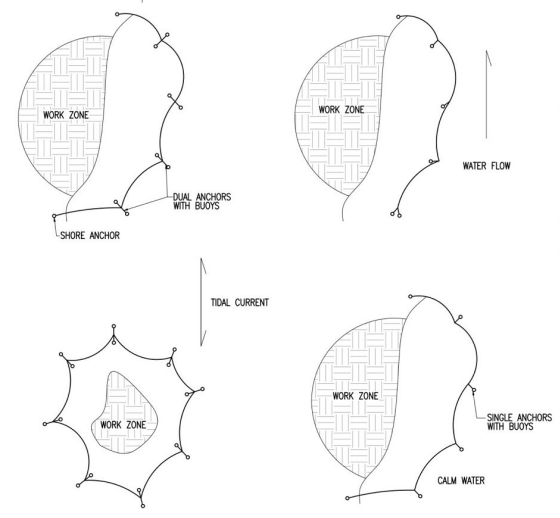 WORK ZONE
DUAL ANCHORS
WITH BUOYS
SHORE ANCHOR
WORK ZONE
WATER FLOW
TIDAL CURRENT
WORK ZONE
WORK ZONE
SINGLE ANCHORS
WITH BUOYS
CALM WATER